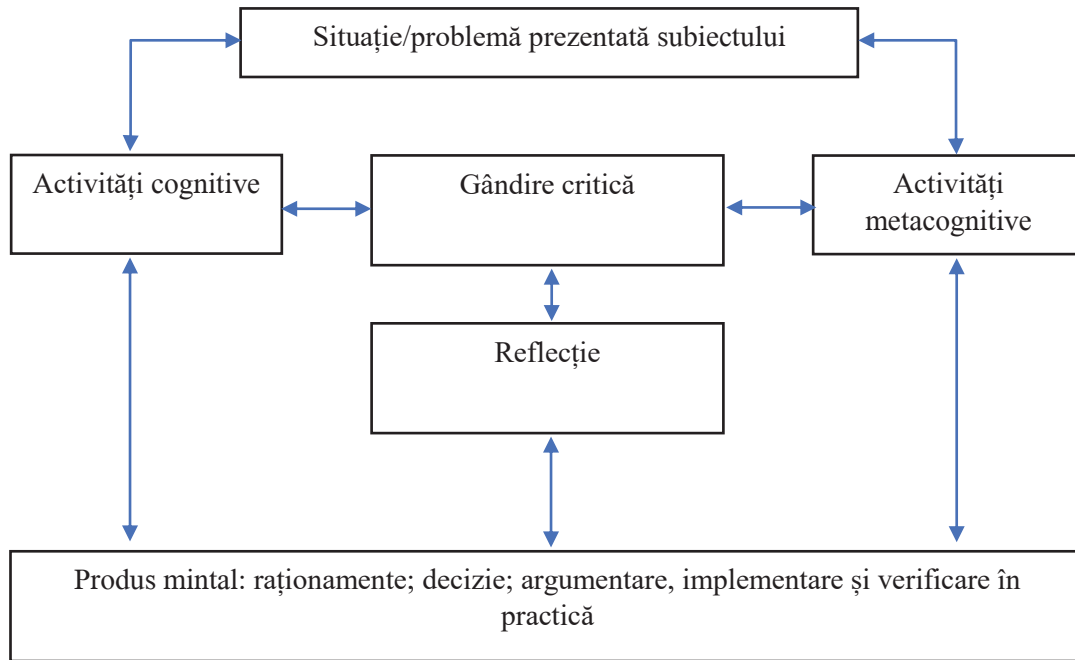 Situație/problemă prezentată subiectului
Activități cognitive
Gândire critică
Activități
metacognitive
Reflecție
Produs mintal: raționamente; decizie; argumentare, implementare și verificare în
practică